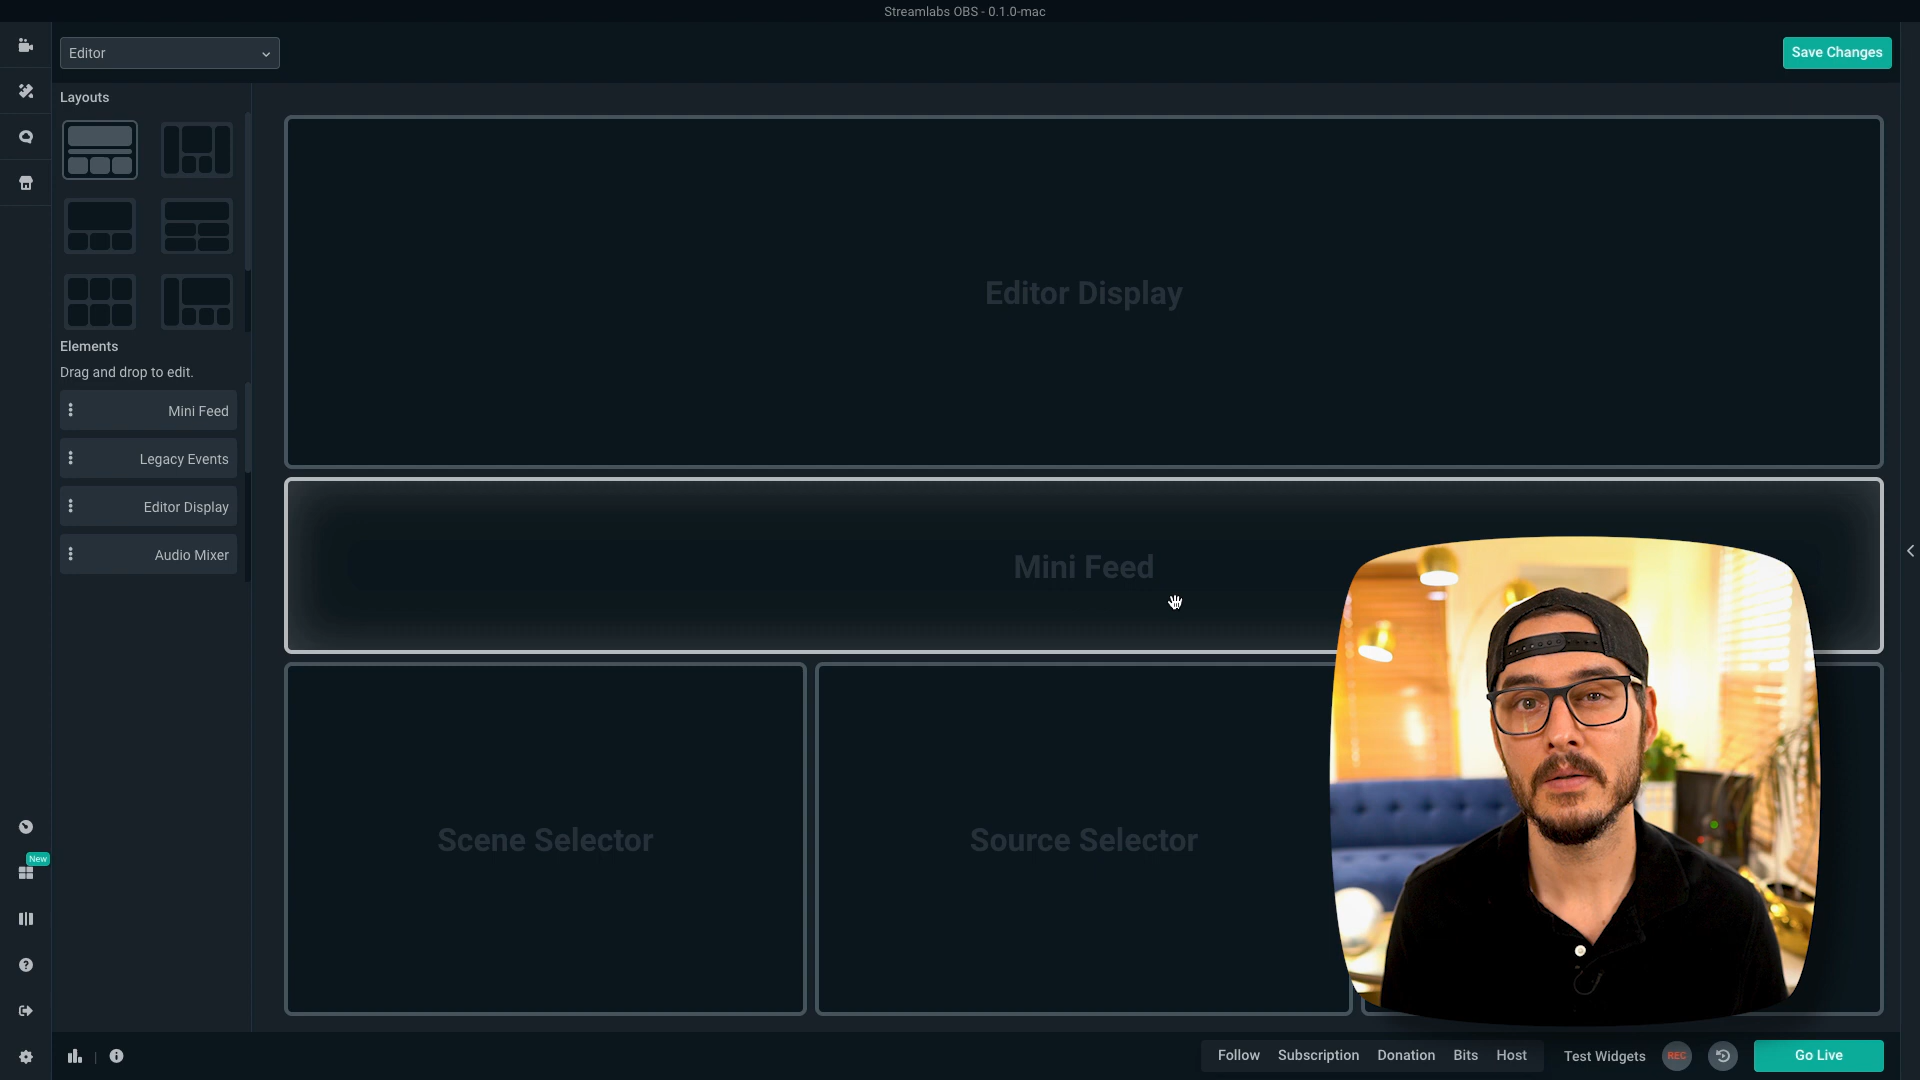 Streamlabs OBS - 0.1.0-mac
Editor
Save Changes
Layouts
Editor Display
Elements
Drag and drop to edit.
Mini Feed
Legacy Events
Editor Display
Audio Mixer
Mini Feed
Scene Selector
Source Selector
New
Follow
Subscription
Donation
Bits
Host
Test Widgets
REC
Go Live